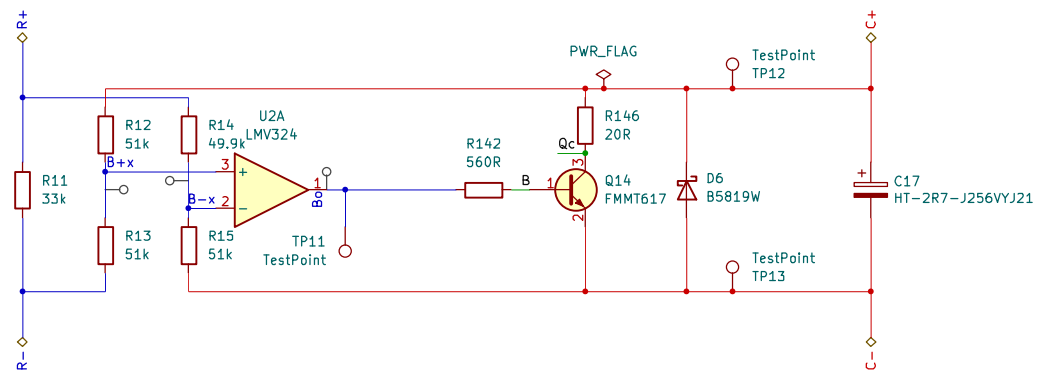 R+
C+
PWR_FLAG
TestPoint
TP12
R12
51k
R14
49.9k
U2A
LMV324
R146
20R
Qc
R142
560R
B+x
3
+
1
Bo
B
1
3
2
Q14
FMMT617
D6
B5819W
+
C17
HT-2R7-J256VYJ21
R11
33k
B-x
2
-
R13
51k
R15
51k
TP11
TestPoint
TestPoint
TP13
R-
C-